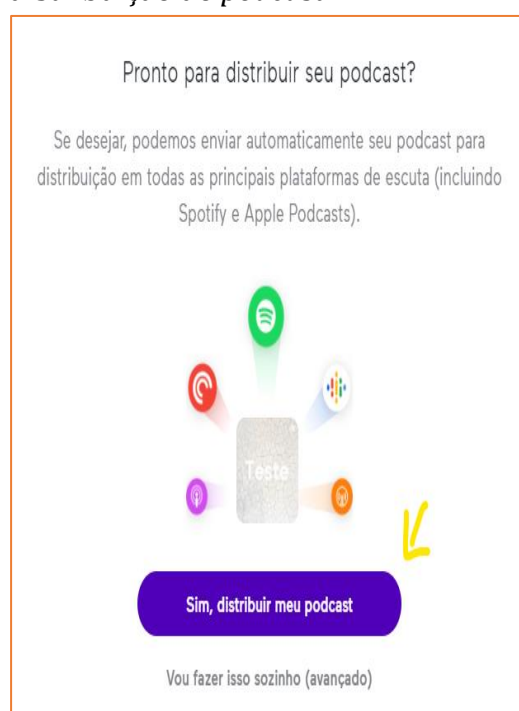 Pronto para distribuir seu podcast?
Se desejar, podemos enviar automaticamente seu podcast para
distribuição em todas as principais plataformas de escuta (incluindo
Spotify e Apple Podcasts).
Teste
Sim, distribuir meu podcast
Vou fazer isso sozinho (avançado)